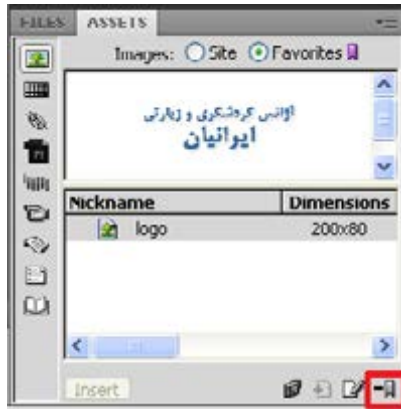 FILES ASSETS
Images: Site Favorites
آژانس گردشگری و زیارتی
ایرانیان
Nickname Dimensions
logo 200x80
Insert